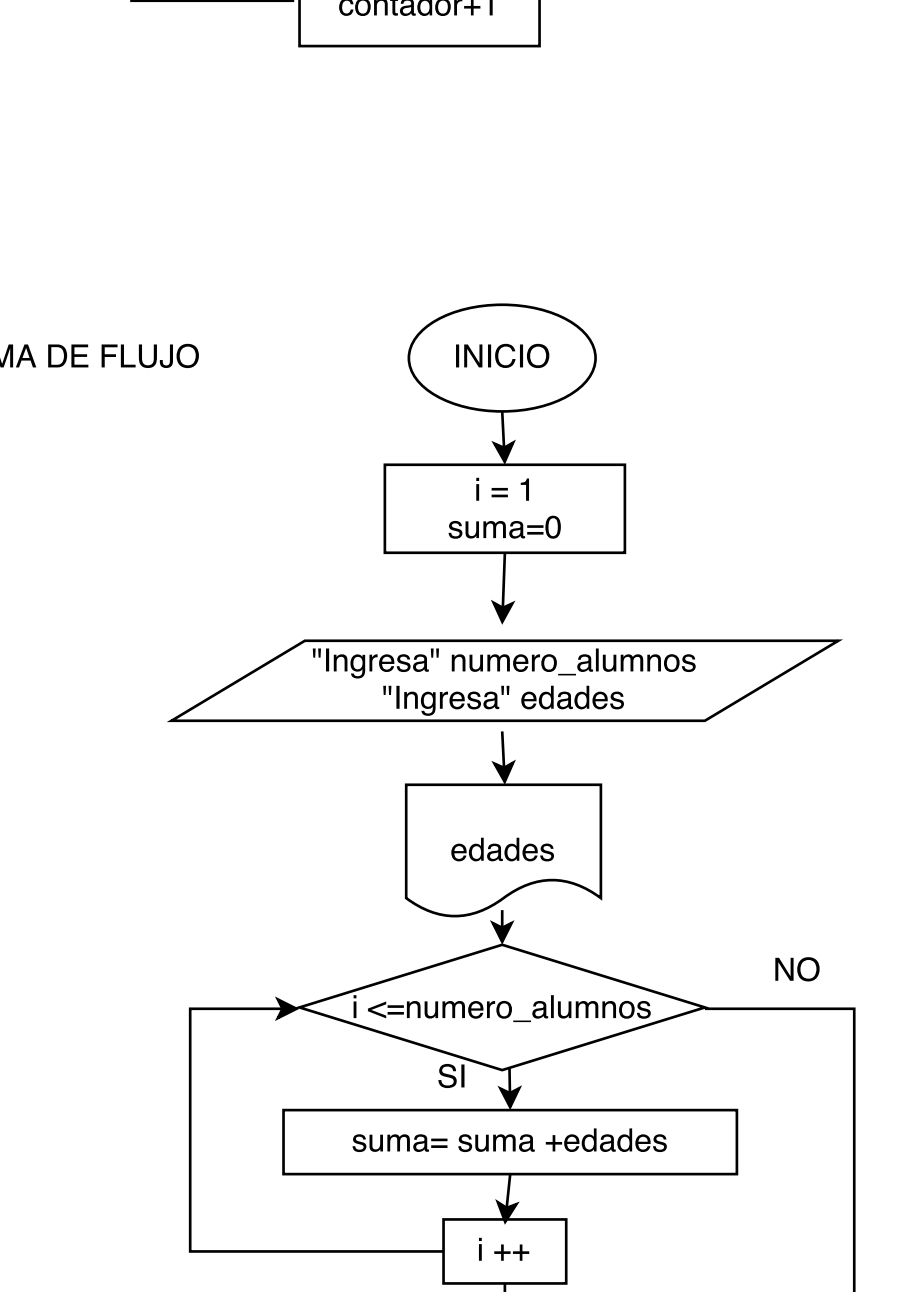 contador+1
INICIO
MA DE FLUJO
i = 1
suma=0
"Ingresa" numero_alumnos
"Ingresa" edades
edades
NO
i <=numero_alumnos
SI
suma= suma +edades
i ++